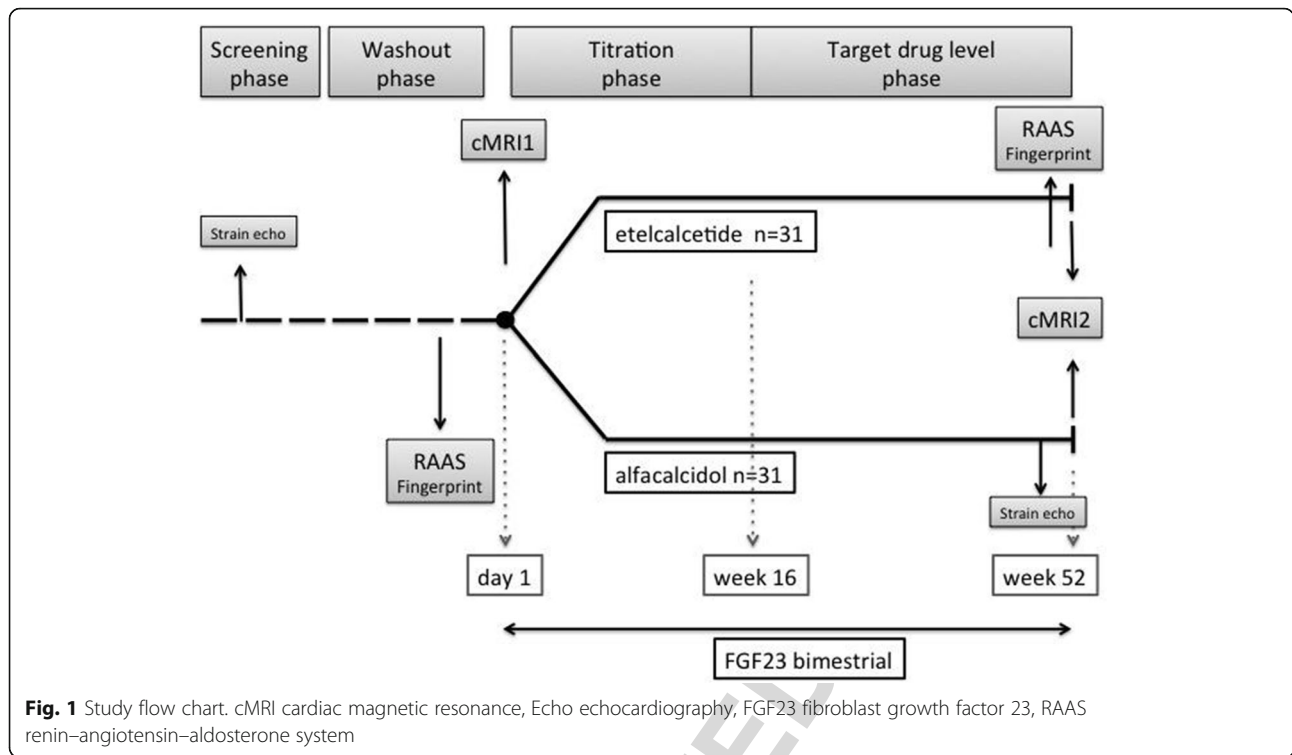 Screening
phase
Washout
phase
Titration
phase
Target drug level
phase
cMRI1
RAAS
Fingerprint
Strain echo
etelcalcetide n=31
cMRI2
RAAS
Fingerprint
alfacalcidol n=31
Strain echo
day 1
week 16
week 52
FGF23 bimestrial
Fig. 1 Study flow chart. cMRI cardiac magnetic resonance, Echo echocardiography, FGF23 fibroblast growth factor 23, RAAS
renin–angiotensin–aldosterone system